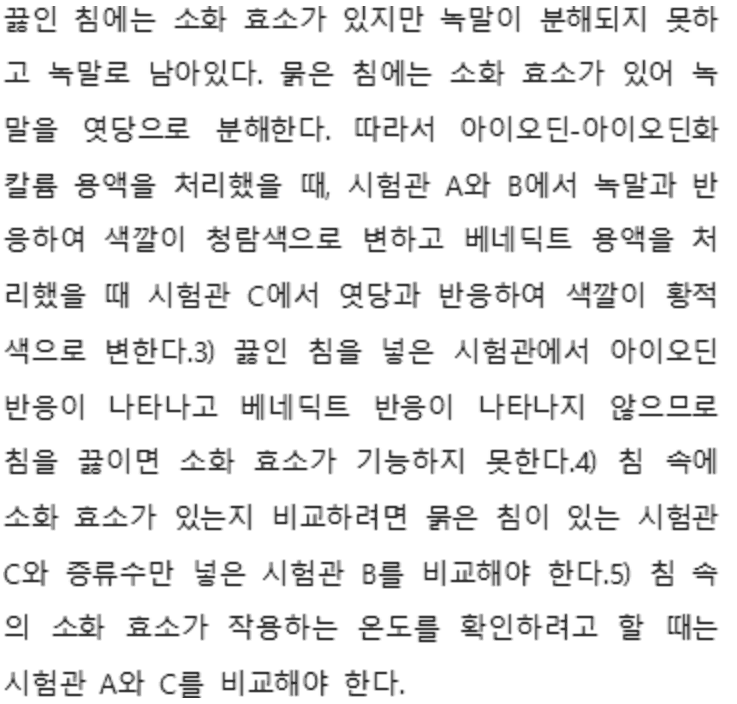 끓인 침에는 소화 효소가 있지만 녹말이 분해되지 못하
고 녹말로 남아있다. 묽은 침에는 소화 효소가 있어 녹
말을 엿당으로 분해한다. 따라서 아이오딘-아이오딘화
칼륨 용액을 처리했을 때, 시험관 A와 B에서 녹말과 반
응하여 색깔이 청람색으로 변하고 베네딕트 용액을 처
리했을 때 시험관 C에서 엿당과 반응하여 색깔이 황적
색으로 변한다.3) 끓인 침을 넣은 시험관에서 아이오딘
반응이 나타나고 베네딕트 반응이 나타나지 않으므로
침을 끓이면 소화 효소가 기능하지 못한다.4) 침 속에
소화 효소가 있는지 비교하려면 묽은 침이 있는 시험관
C와 증류수만 넣은 시험관 B를 비교해야 한다.5) 침 속
의 소화 효소가 작용하는 온도를 확인하려고 할 때는
시험관 A와 C를 비교해야 한다.